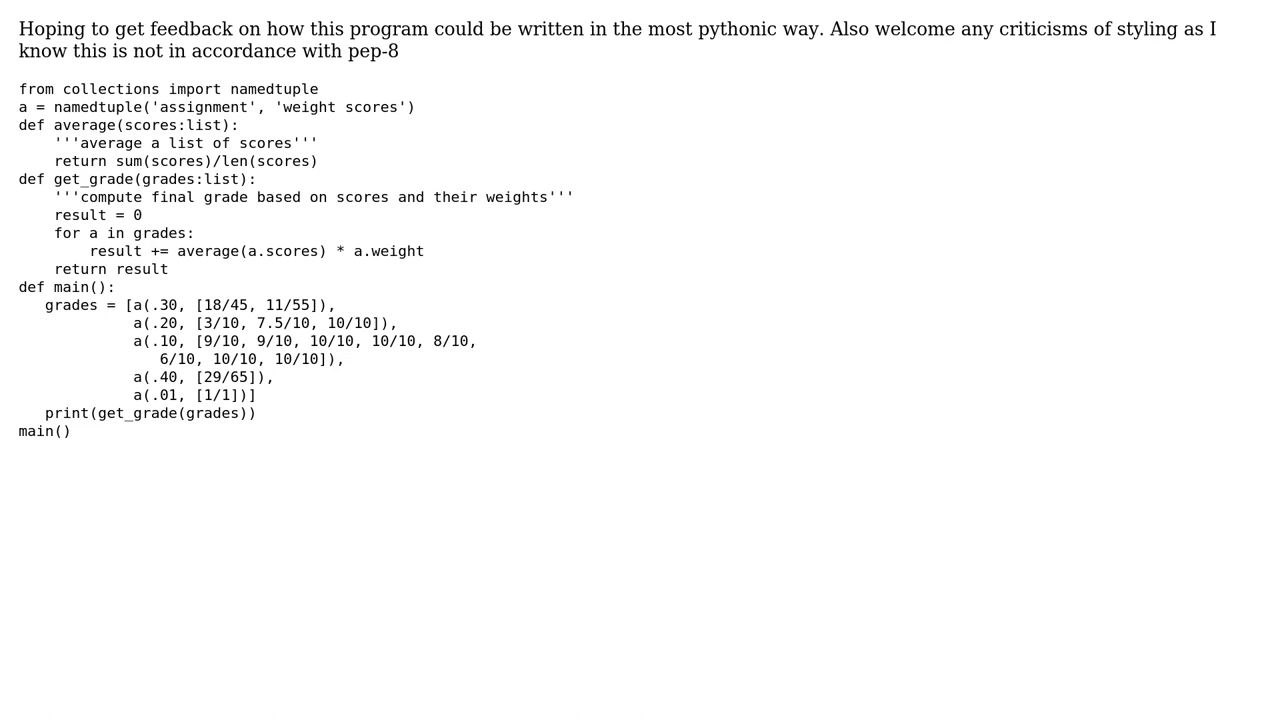 Hoping to get feedback on how this program could be written in the most pythonic way. Also welcome any criticisms of styling as I
know this is not in accordance with pep-8
from collections import namedtuple
a = namedtuple('assignment', 'weight scores')
def average(scores:list):
    '''average a list of scores'''
    return sum(scores)/len(scores)
def get_grade(grades:list):
    '''compute final grade based on scores and their weights'''
    result = 0
    for a in grades:
        result += average(a.scores) * a.weight
    return result
def main():
   grades = [a(.30, [18/45, 11/55]),
             a(.20, [3/10, 7.5/10, 10/10]),
             a(.10, [9/10, 9/10, 10/10, 10/10, 8/10,
                6/10, 10/10, 10/10]),
             a(.40, [29/65]),
             a(.01, [1/1])]
   print(get_grade(grades))
main()